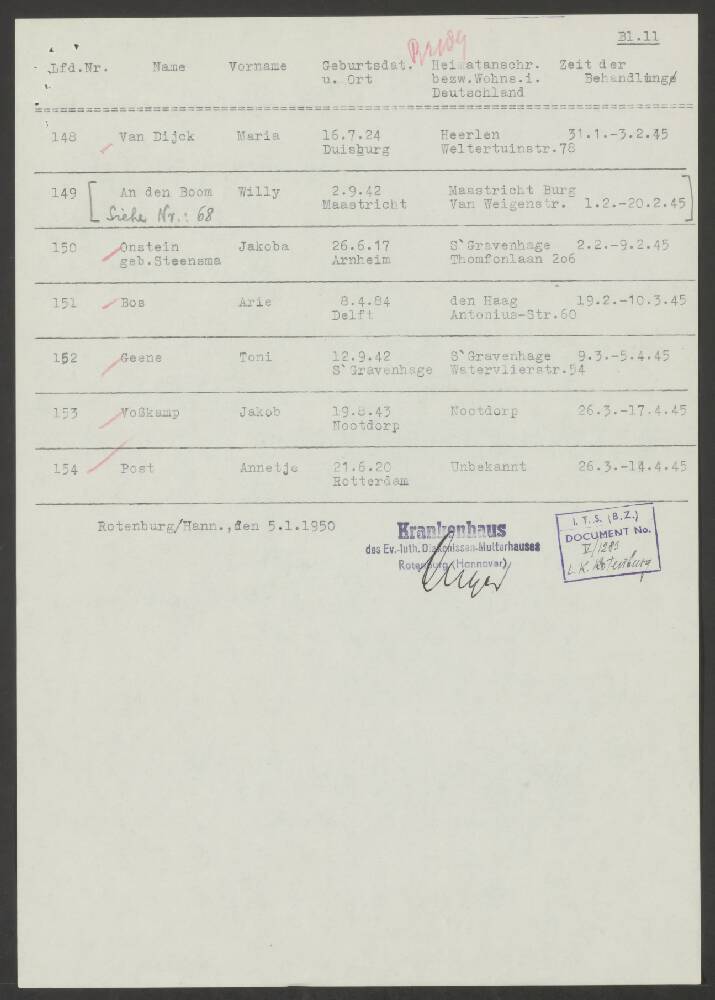 Bl.11
Lfd.Nr. Name Vorname Geburtsdat. Heimatanschr. Zeit der
u. Ort bezw.Wohns.i. Behandlung
Deutschland
148 Van Dijck Maria 16.7.24 Heerlen 31.1.-3.2.45
Duisburg Weltertuinstr.78
149 An den Boom Willy 2.9.42 Maastricht Burg
Siehe Nr.: 68 Maastricht Van Weigenstr. 1.2.-20.2.45
150 Onstein Jakoba 26.6.17 S`Gravenhage 2.2.-9.2.45
geb.Steensma Arnheim Thomfonlaan 2o6
151 Bos Arie 8.4.84 den Haag 19.2.-10.3.45
Delft Antonius-Str.60
152 Geene Toni 12.9.42 S`Gravenhage 9.3.-5.4.45
S`Gravenhage Watervlierstr.54
153 Voßkamp Jakob 19.8.43 Nootdorp 26.3.-17.4.45
Nootdorp
154 Post Annetje 21.6.20 Unbekannt 26.3.-14.4.45
Rotterdam
Rotenburg/Hann.,den 5.1.1950
Krankenhaus
des Ev.-luth. Diakonissen-Mutterhauses
Rotenburg (Hannover)
I.T.S. (B.Z.)
DOCUMENT No.
L.K. Rotenburg